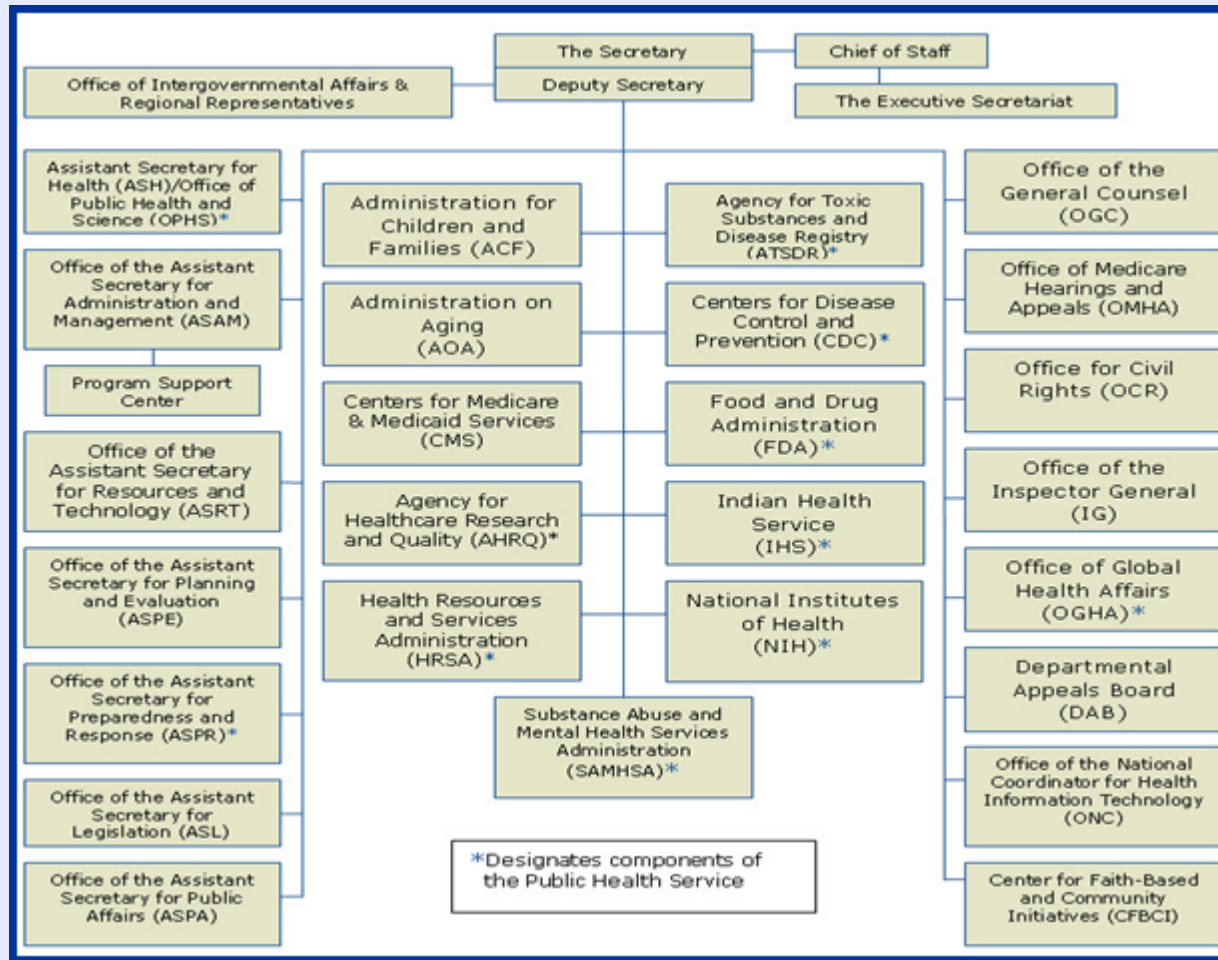 The Secretary
Deputy Secretary
Chief of Staff
The Executive Secretariat
Office of Intergovernmental Affairs &
Regional Representatives
Assistant Secretary for
Health (ASH)/Office of
Public Health and
Science (OPHS)*
Office of the Assistant
Secretary for
Administration and
Management (ASAM)
Program Support
Center
Office of the
Assistant Secretary
for Resources and
Technology (ASRT)
Office of the Assistant
Secretary for Planning
and Evaluation
(ASPE)
Office of the Assistant
Secretary for
Preparedness and
Response (ASPR)*
Office of the Assistant
Secretary for
Legislation (ASL)
Office of the Assistant
Secretary for Public
Affairs (ASPA)
Administration for
Children and
Families (ACF)
Administration on
Aging
(AOA)
Centers for Medicare
& Medicaid Services
(CMS)
Agency for
Healthcare Research
and Quality (AHRQ)*
Health Resources
and Services
Administration
(HRSA)*
Agency for Toxic
Substances and
Disease Registry
(ATSDR)*
Centers for Disease
Control and
Prevention (CDC)*
Food and Drug
Administration
(FDA)*
Indian Health
Service
(IHS)*
National Institutes
of Health
(NIH)*
Substance Abuse and
Mental Health Services
Administration
(SAMHSA)*
*Designates components of
the Public Health Service
Office of the
General Counsel
(OGC)
Office of Medicare
Hearings and
Appeals (OMHA)
Office for Civil
Rights (OCR)
Office of the
Inspector General
(IG)
Office of Global
Health Affairs
(OGHA)*
Departmental
Appeals Board
(DAB)
Office of the National
Coordinator for Health
Information Technology
(ONC)
Center for Faith-Based
and Community
Initiatives (CFBCI)